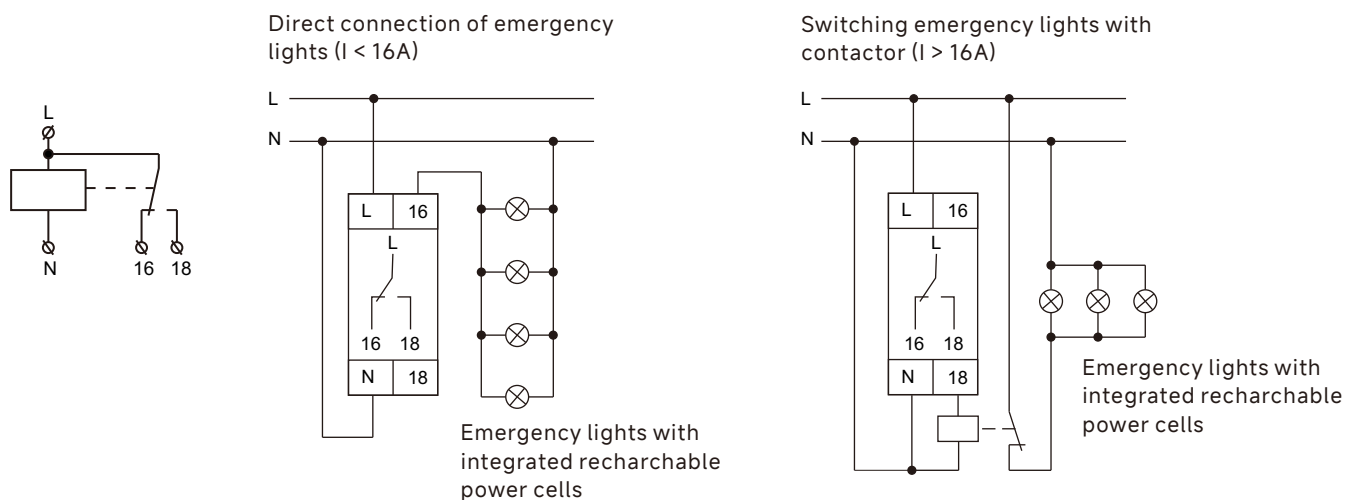 L
N
16 18
Direct connection of emergency
lights (I < 16A)
L
N
L 16
L
16 18
N 18
Emergency lights with
integrated recharchable
power cells
Switching emergency lights with
contactor (I > 16A)
L
N
L 16
L
16 18
N 18
Emergency lights with
integrated recharchable
power cells